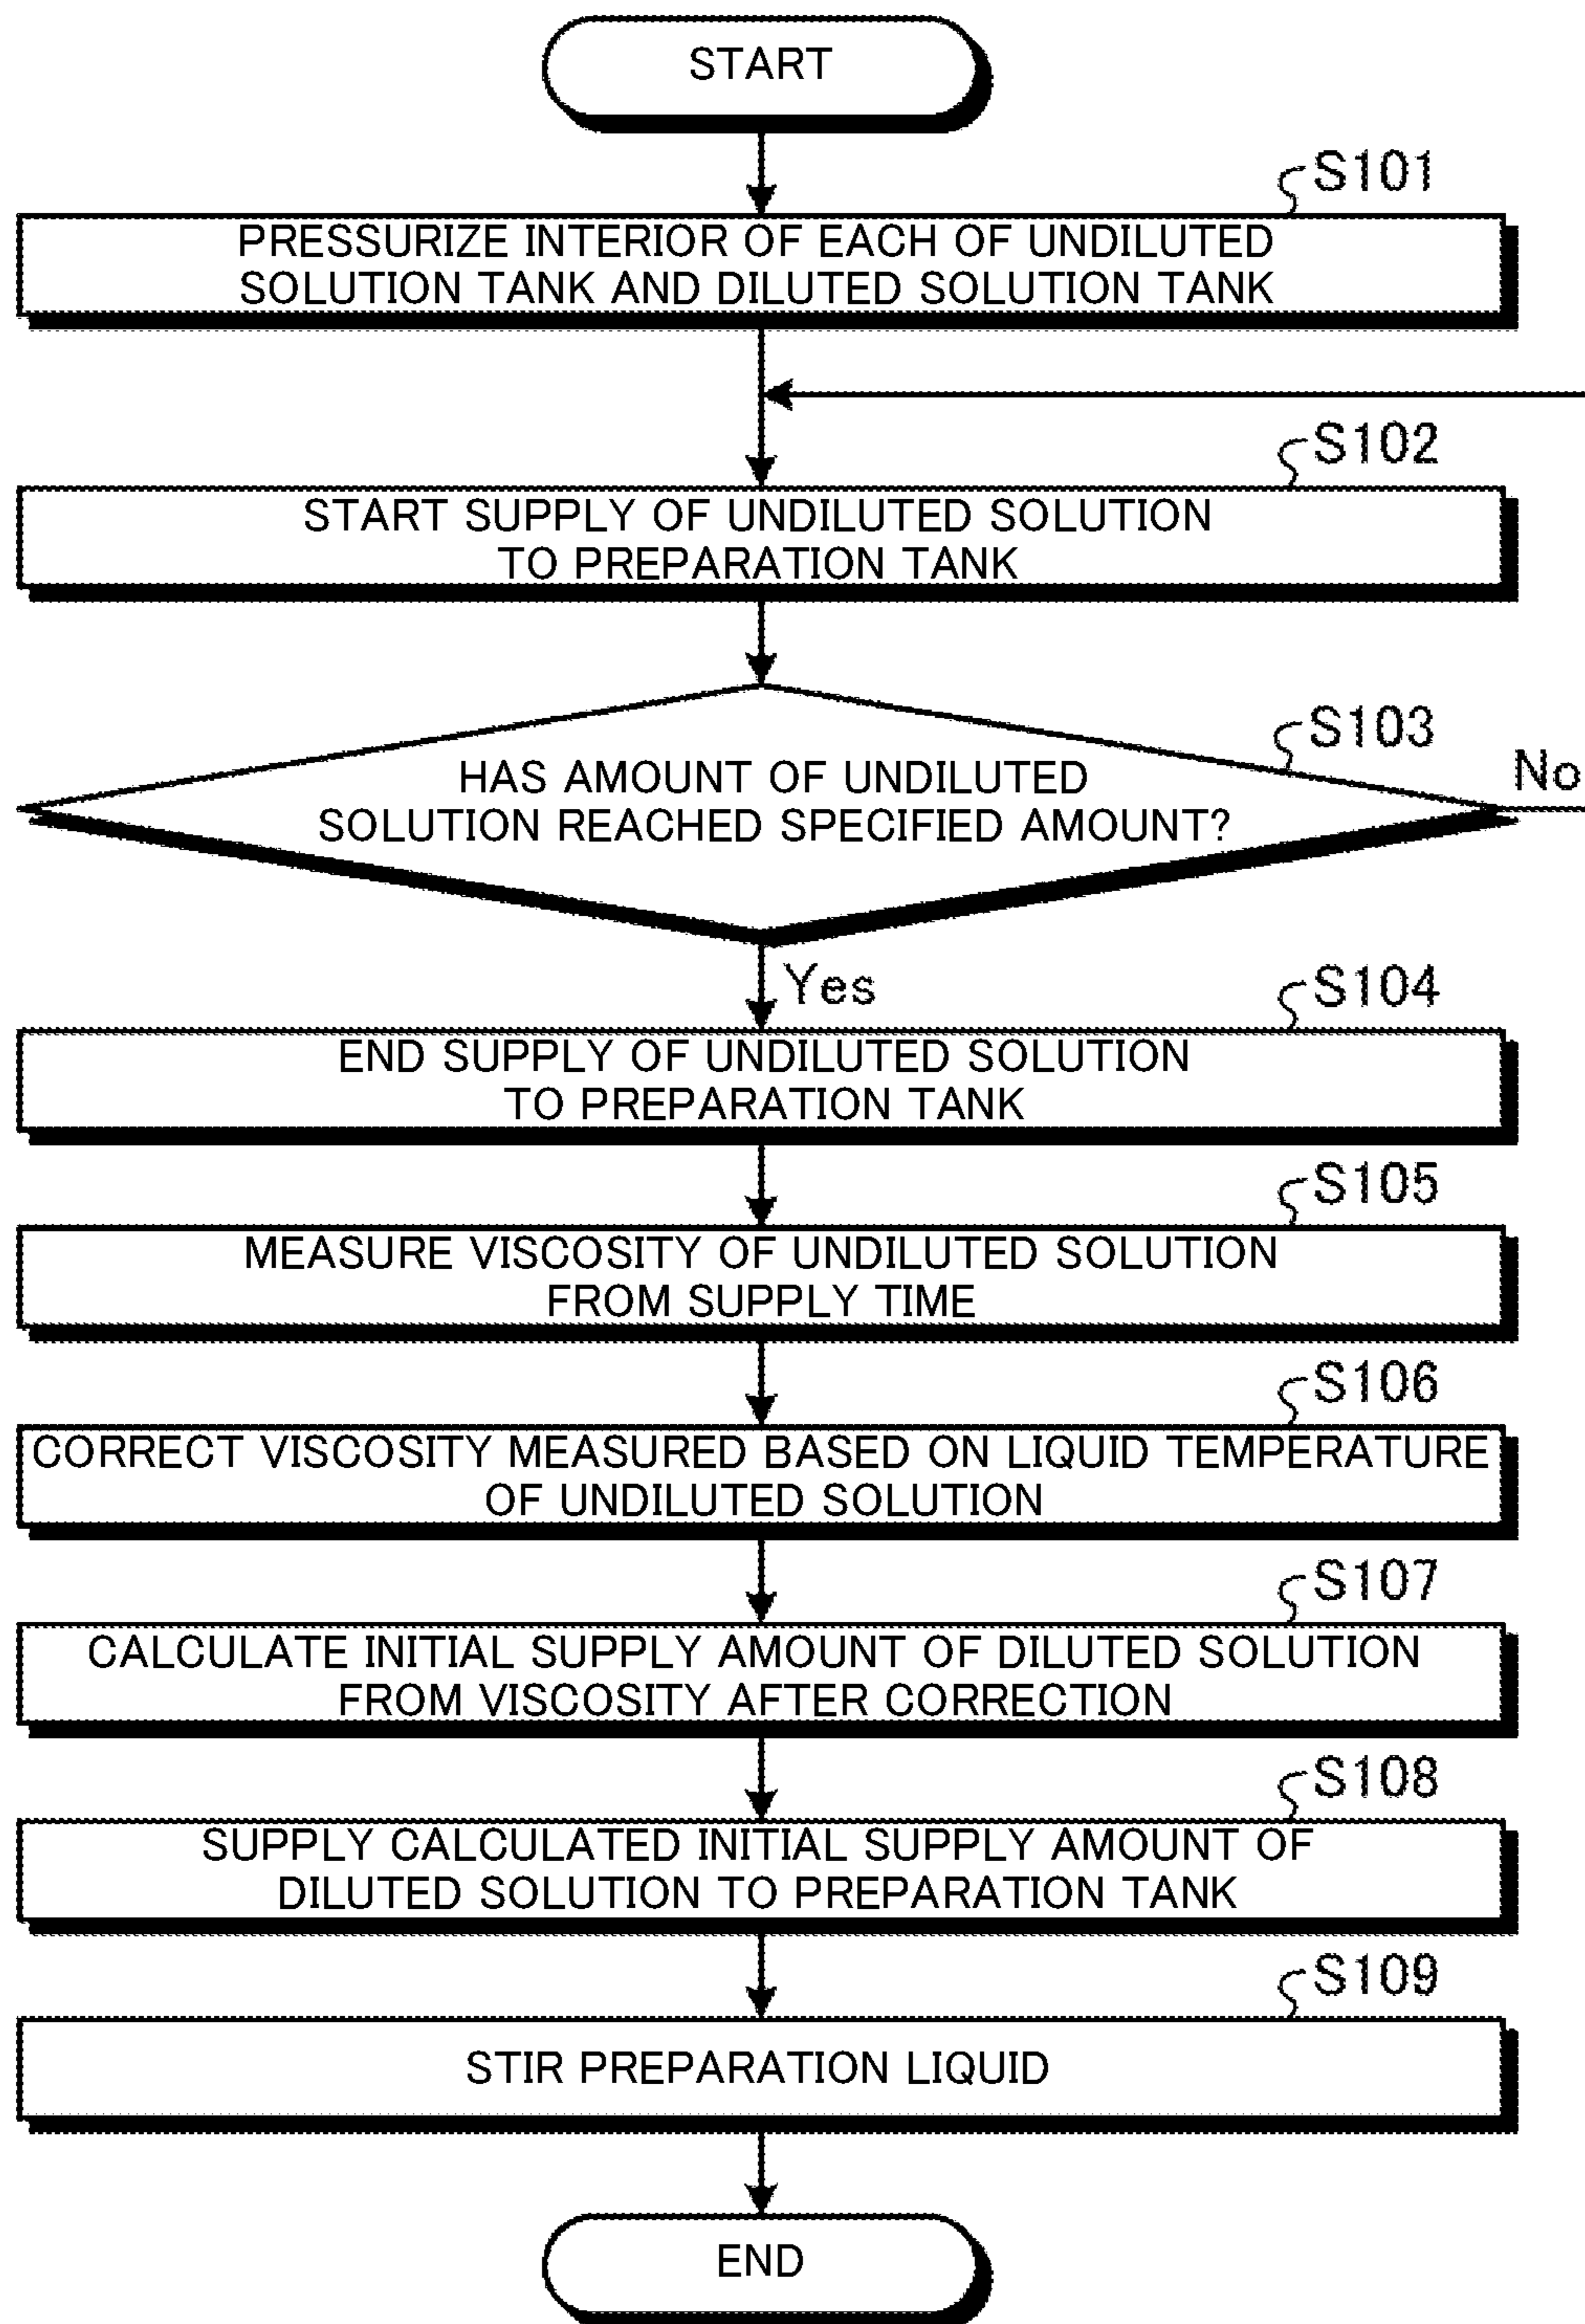 START
S101
PRESSURIZE INTERIOR OF EACH OF UNDILUTED
SOLUTION TANK AND DILUTED SOLUTION TANK
S102
START SUPPLY OF UNDILUTED SOLUTION
TO PREPARATION TANK
S103
No
HAS AMOUNT OF UNDILUTED
SOLUTION REACHED SPECIFIED AMOUNT?
Yes
S104
END SUPPLY OF UNDILUTED SOLUTION
TO PREPARATION TANK
S105
MEASURE VISCOSITY OF UNDILUTED SOLUTION
FROM SUPPLY TIME
S106
CORRECT VISCOSITY MEASURED BASED ON LIQUID TEMPERATURE
OF UNDILUTED SOLUTION
S107
CALCULATE INITIAL SUPPLY AMOUNT OF DILUTED SOLUTION
FROM VISCOSITY AFTER CORRECTION
S108
SUPPLY CALCULATED INITIAL SUPPLY AMOUNT OF
DILUTED SOLUTION TO PREPARATION TANK
S109
STIR PREPARATION LIQUID
END